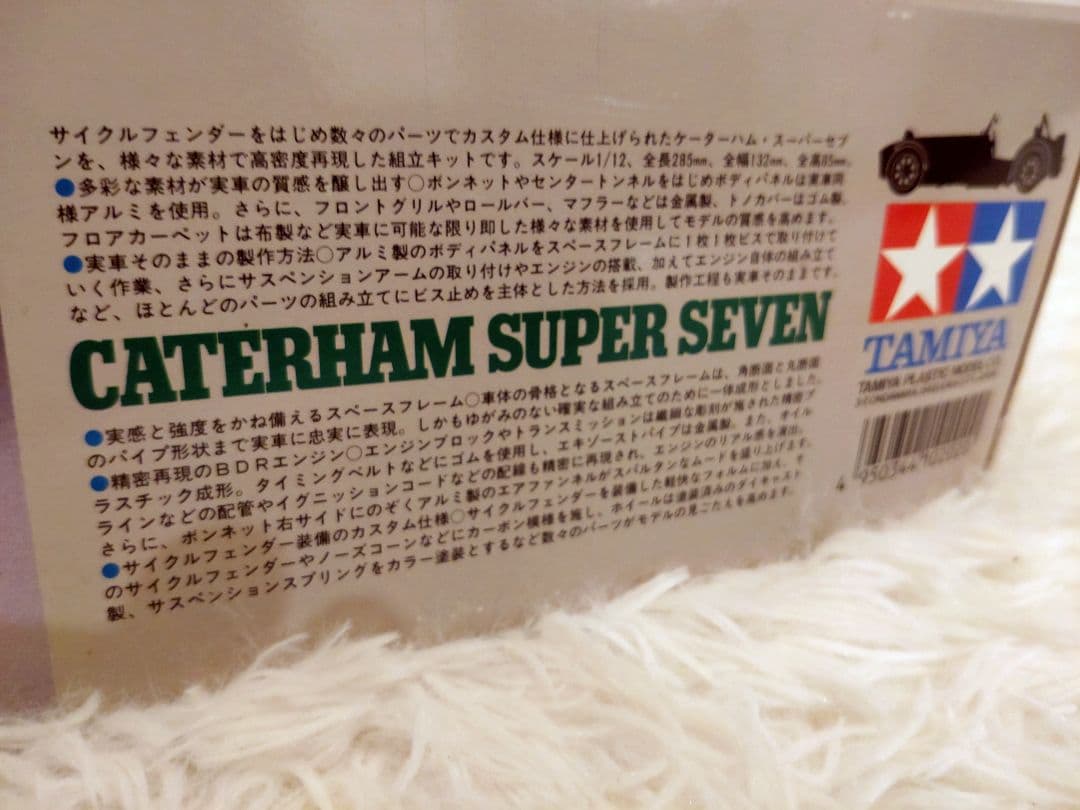 サイクルフェンダーをはじめ数々のパーツでカスタム仕様に仕上げられたケーターハム・スーパーセブ
ンを、様々な素材で高密度再現した組立キットです。スケール1/12、全長285mm、全幅132mm、全高85mm。
●多彩な素材が実車の質感を醸し出す○ボンネットやセンタートンネルをはじめボディパネルは実車同
様アルミを使用。さらに、フロントグリルやロールバー、マフラーなどは金属製、トノカバーはゴム製、
フロアカーペットは布製など実車に可能な限り即した様々な素材を使用してモデルの質感を高めます。
●実車そのままの製作方法○アルミ製のボディパネルをスペースフレームに1枚1枚ビスで取り付けて
いく作業、さらにサスペンションアームの取り付けやエンジンの搭載、加えてエンジン自体の組み立て
など、ほとんどのパーツの組み立てにビス止めを主体とした方法を採用。製作工程も実車そのままです。
CATERHAM SUPER SEVEN
●実感と強度をかね備えるスペースフレーム○車体の骨格となるスペースフレームは、角断面と丸断面
のパイプ形状まで実車に忠実に表現。しかもゆがみのない確実な組み立てのために一体成形としました。
●精密再現のBDRエンジン○エンジンブロックやトランスミッションは繊細な彫刻が施された精密プ
ラスチック成形。タイミングベルトなどにゴムを使用し、エキゾーストパイプは金属製。また、オイル
ラインなどの配管やイグニッションコードなどの配線も精密に再現され、エンジンのリアル感を演出。
さらに、ボンネット右サイドにのぞくアルミ製のエアファンネルがスパルタンなムードを盛り上げます。
●サイクルフェンダー装備のカスタム仕様○サイクルフェンダーを装備した軽快なフォルムに加え、そ
のサイクルフェンダーやノーズコーンなどにカーボン模様を施し、ホイールは塗装済みのダイキャスト
製、サスペンションスプリングをカラー塗装とするなど数々のパーツがモデルの見ごたえを高めます。
TAMIYA
TAMIYA PLASTIC MODEL CO.
4 950344